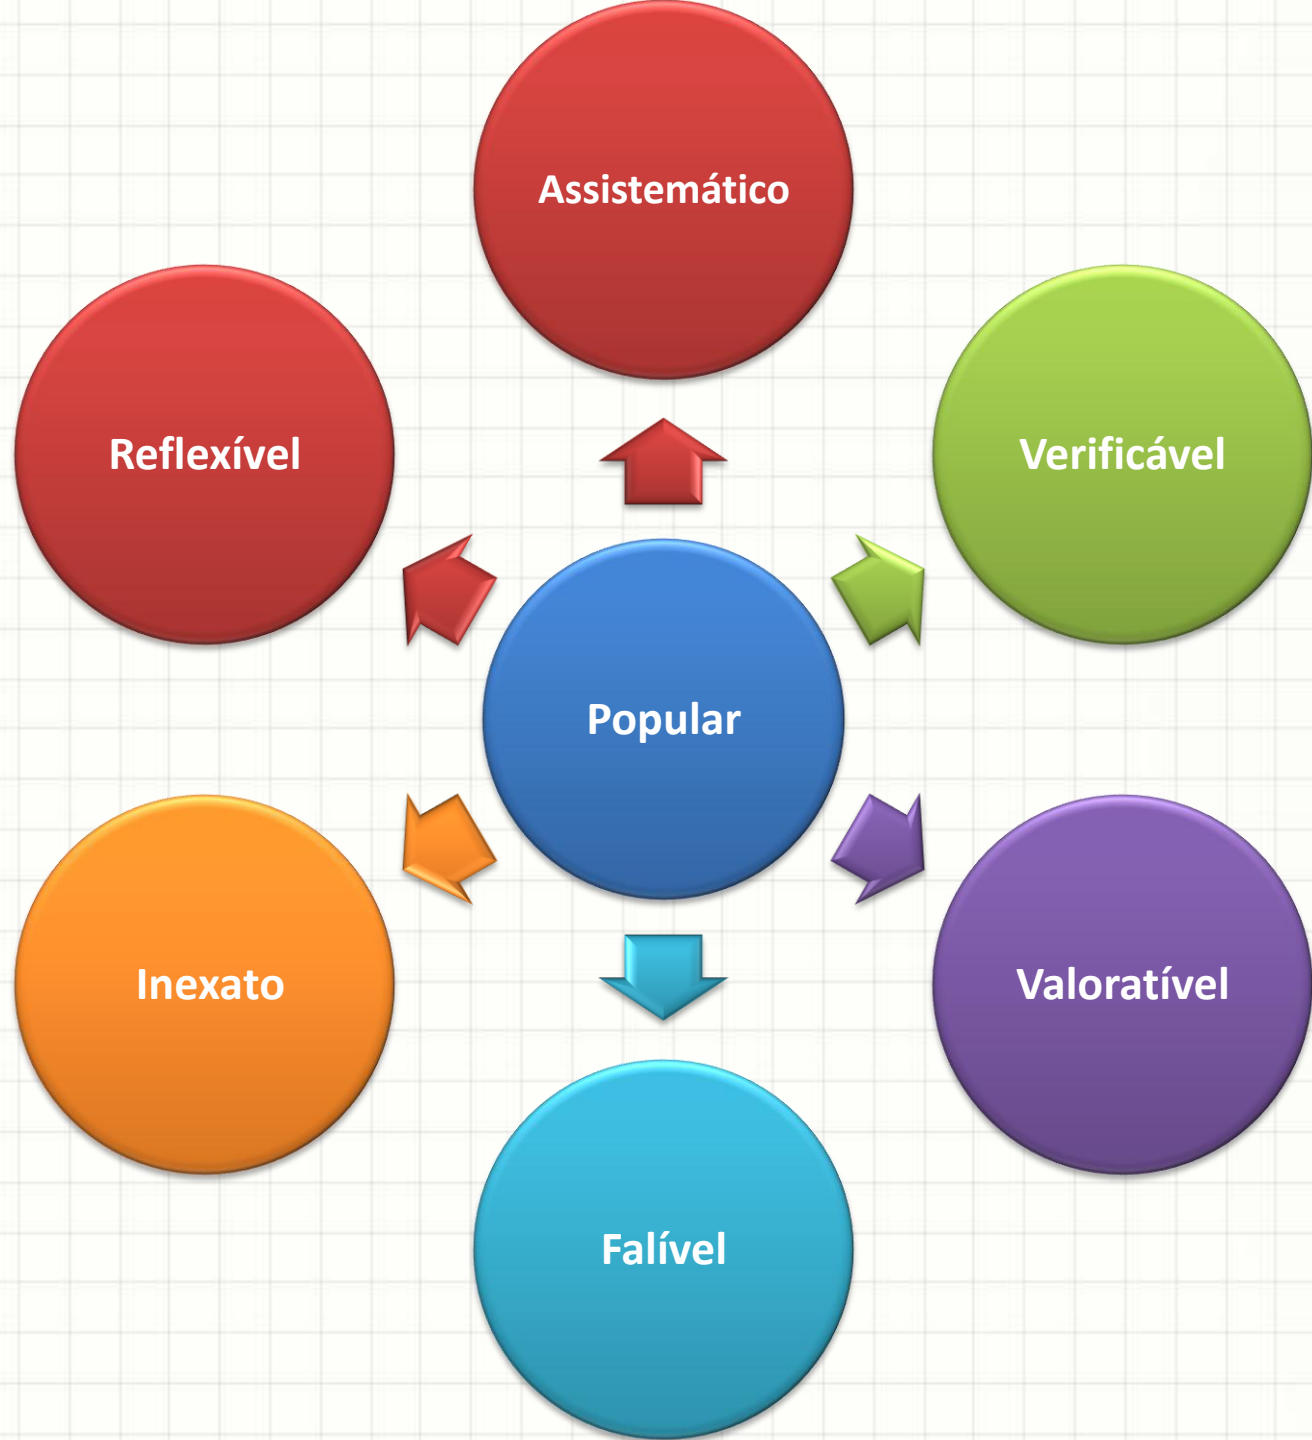 Assistemático
Reflexível
Verificável
Popular
Inexato
Valoratível
Falível